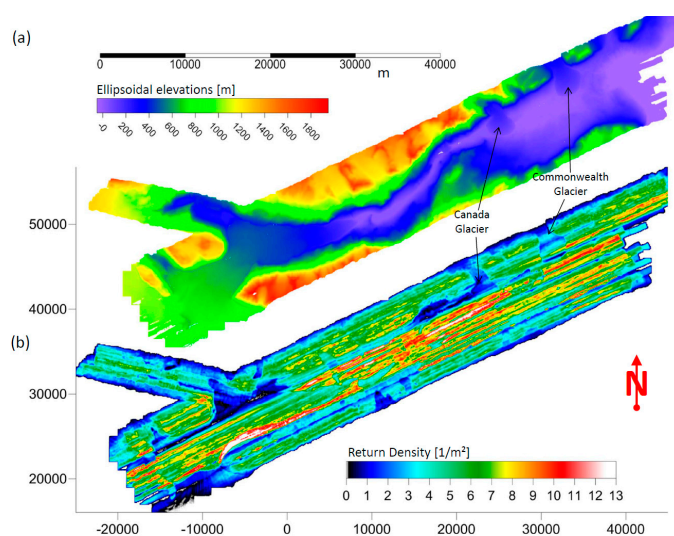 (a)
0 10000 20000 30000 40000
m
Ellipsoidal elevations [m]
-0 200 400 600 800 1000 1200 1400 1600 1800
Commonwealth
Glacier
Canada
Glacier
50000
40000
(b)
30000
20000
N
Return Density [1/m²]
0 1 2 3 4 5 6 7 8 9 10 11 12 13
-20000 -10000 0 10000 20000 30000 40000